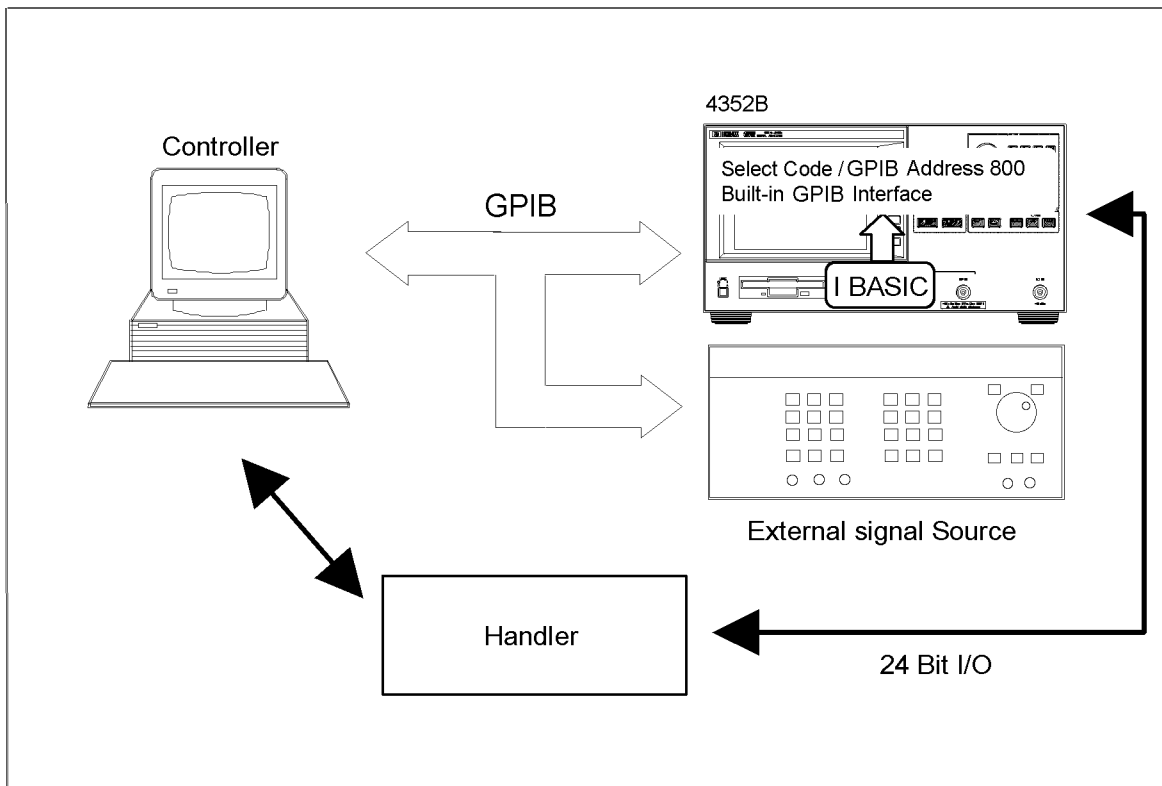 4352B
Controller
Select Code / GPIB Address 800
Built-in GPIB Interface
GPIB
I BASIC
External signal Source
Handler
24 Bit I/O